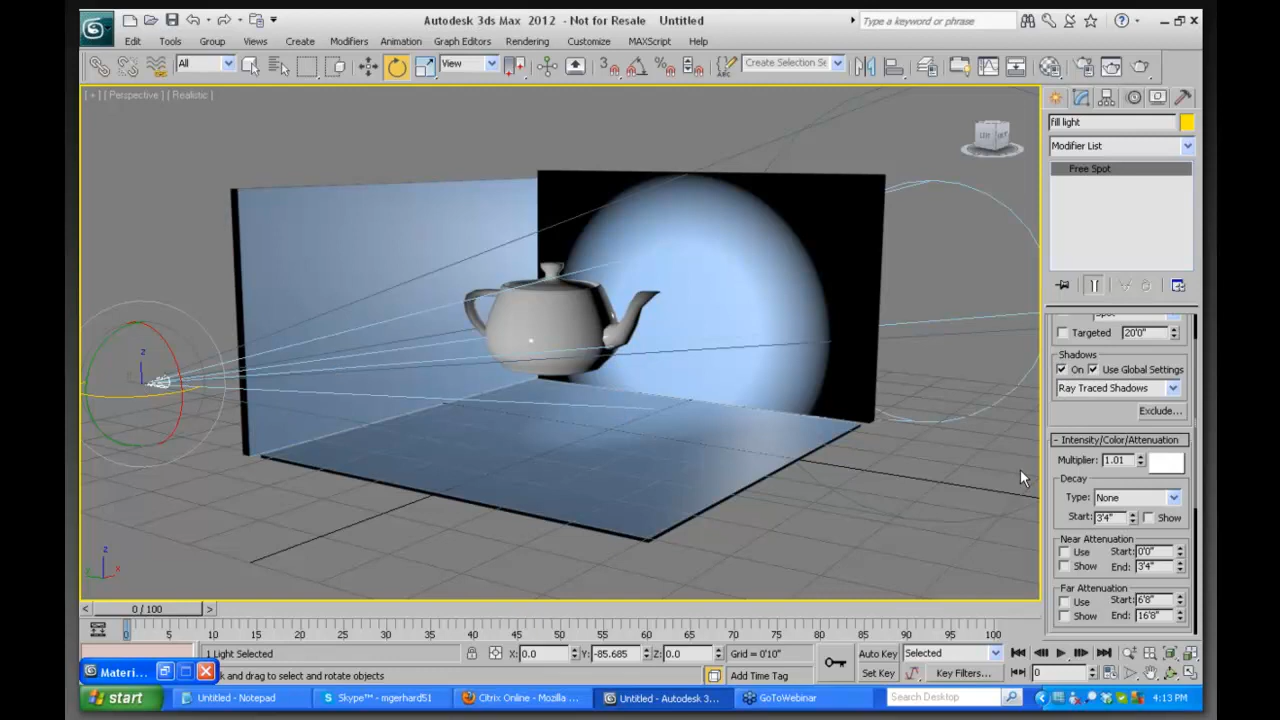 Autodesk 3ds Max 2012 - Not for Resale Untitled
Type a keyword or phrase
Edit Tools Group Views Create Modifiers Animation Graph Editors Rendering Customize MAXScript Help
All View 3 Create Selection Se
[ + ] [ Perspective ] [ Realistic ]
fill light
Modifier List
Free Spot
Targeted 20'0"
Shadows
On Use Global Settings
Ray Traced Shadows
Exclude...
Intensity/Color/Attenuation
Multiplier: 1.01
Decay
Type: None
Start: 3'4" Show
Near Attenuation
Use Start: 0'0"
Show End: 3'4"
Far Attenuation
Use Start: 6'8"
Show End: 16'8"
z
z
x
0 / 100
0 5 10 15 20 25 30 35 40 45 50 55 60 65 70 75 80 85 90 95 100
1 Light Selected X: 0.0 Y: -85.685 Z: 0.0 Grid = 0'10" Auto Key Selected
Materi... k and drag to select and rotate objects Add Time Tag Set Key Key Filters... 0
start Untitled - Notepad Skype™ - mgerhard51 Citrix Online - Mozilla ... Untitled - Autodesk 3... GoToWebinar Search Desktop 4:13 PM